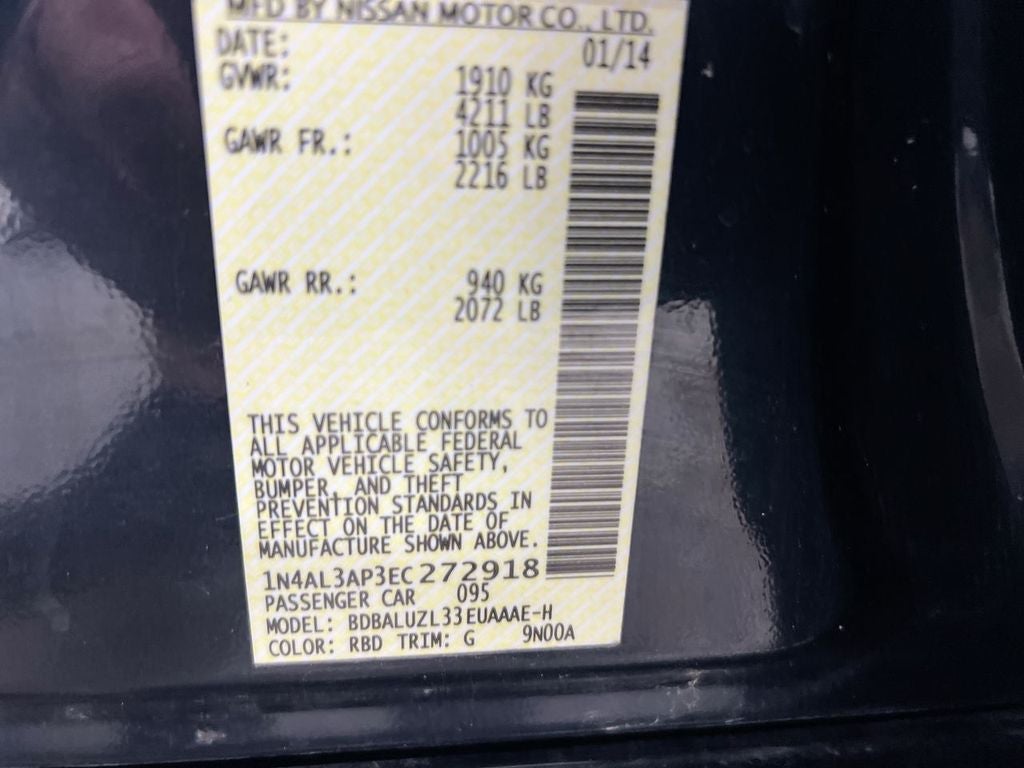 MFD BY NISSAN MOTOR CO., LTD.
DATE: 01/14
GVWR: 1910 KG
4211 LB
GAWR FR.: 1005 KG
2216 LB
GAWR RR.: 940 KG
2072 LB
THIS VEHICLE CONFORMS TO
ALL APPLICABLE FEDERAL
MOTOR VEHICLE SAFETY,
BUMPER, AND THEFT
PREVENTION STANDARDS IN
EFFECT ON THE DATE OF
MANUFACTURE SHOWN ABOVE.
1N4AL3AP3EC272918
PASSENGER CAR 095
MODEL: BDBALUZL33EUAAAE-H
COLOR: RBD TRIM: G 9N00A